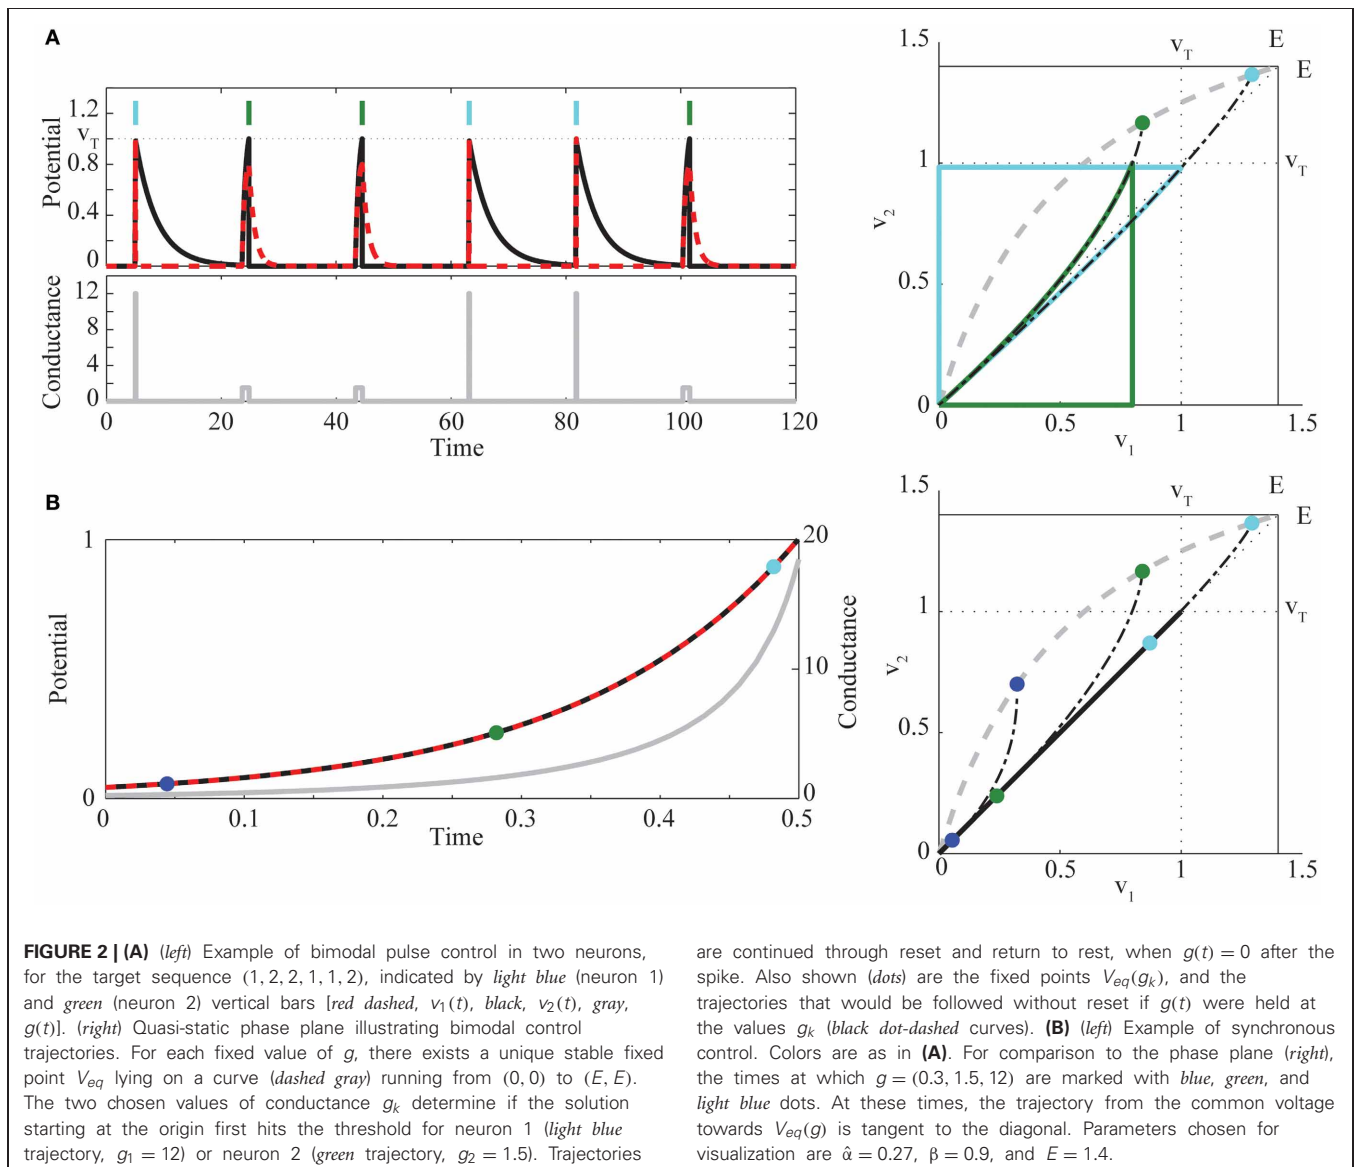 A
1.2
v_T
0.8
0.4
0
Potential
12
8
4
0
Conductance
0 20 40 60 80 100 120
Time
1.5
v_T
E
E
1
v_T
v_2
0.5
0
0 0.5 1 1.5
v_1
B
1
0
Potential
20
10
0
Conductance
0 0.1 0.2 0.3 0.4 0.5
Time
1.5
v_T
E
E
1
v_T
v_2
0.5
0
0 0.5 1 1.5
v_1
FIGURE 2 | (A) (left) Example of bimodal pulse control in two neurons,
for the target sequence (1, 2, 2, 1, 1, 2), indicated by light blue (neuron 1)
and green (neuron 2) vertical bars [red dashed, v_1(t), black, v_2(t), gray,
g(t)]. (right) Quasi-static phase plane illustrating bimodal control
trajectories. For each fixed value of g, there exists a unique stable fixed
point V_eq lying on a curve (dashed gray) running from (0, 0) to (E, E).
The two chosen values of conductance g_k determine if the solution
starting at the origin first hits the threshold for neuron 1 (light blue
trajectory, g_1 = 12) or neuron 2 (green trajectory, g_2 = 1.5). Trajectories
are continued through reset and return to rest, when g(t) = 0 after the
spike. Also shown (dots) are the fixed points V_eq(g_k), and the
trajectories that would be followed without reset if g(t) were held at
the values g_k (black dot-dashed curves). (B) (left) Example of synchronous
control. Colors are as in (A). For comparison to the phase plane (right),
the times at which g = (0.3, 1.5, 12) are marked with blue, green, and
light blue dots. At these times, the trajectory from the common voltage
towards V_eq(g) is tangent to the diagonal. Parameters chosen for
visualization are α̂ = 0.27, β = 0.9, and E = 1.4.